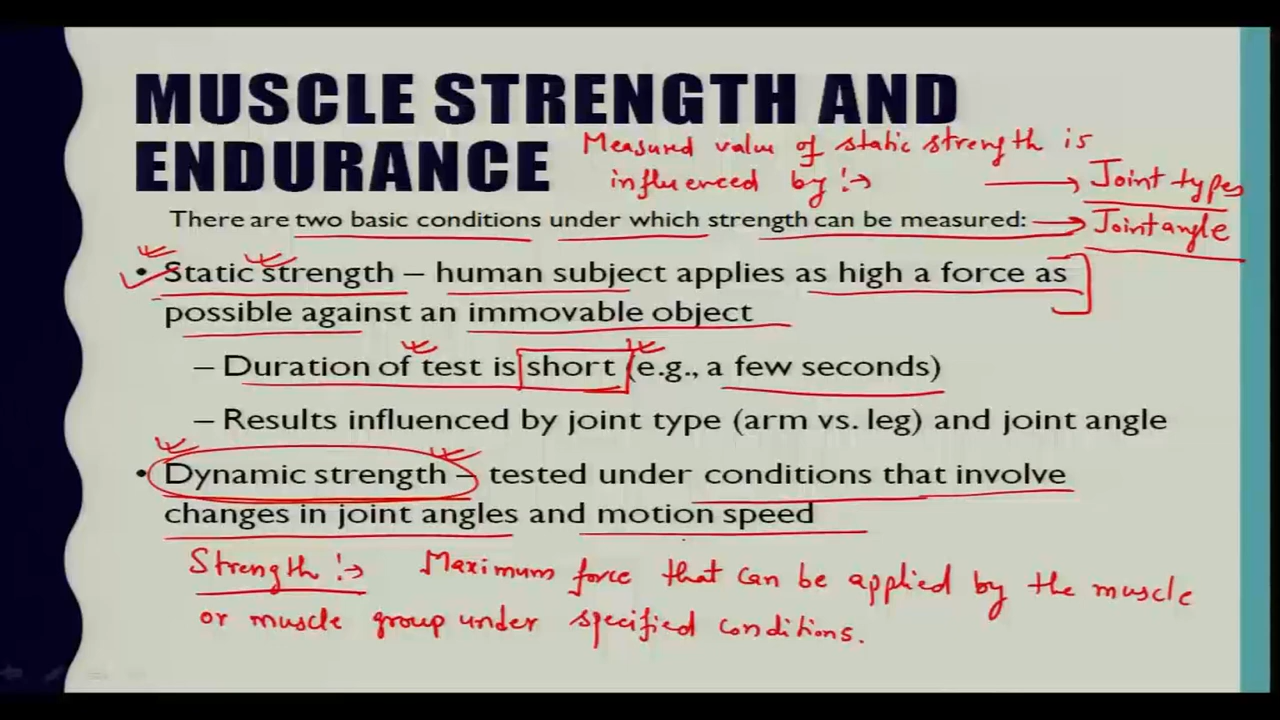 MUSCLE STRENGTH AND
ENDURANCE
Measured value of static strength is
influenced by :→ → Joint types
There are two basic conditions under which strength can be measured: → Joint angle
• Static strength – human subject applies as high a force as
possible against an immovable object
– Duration of test is short (e.g., a few seconds)
– Results influenced by joint type (arm vs. leg) and joint angle
• Dynamic strength – tested under conditions that involve
changes in joint angles and motion speed
Strength :→ Maximum force that can be applied by the muscle
or muscle group under specified conditions.